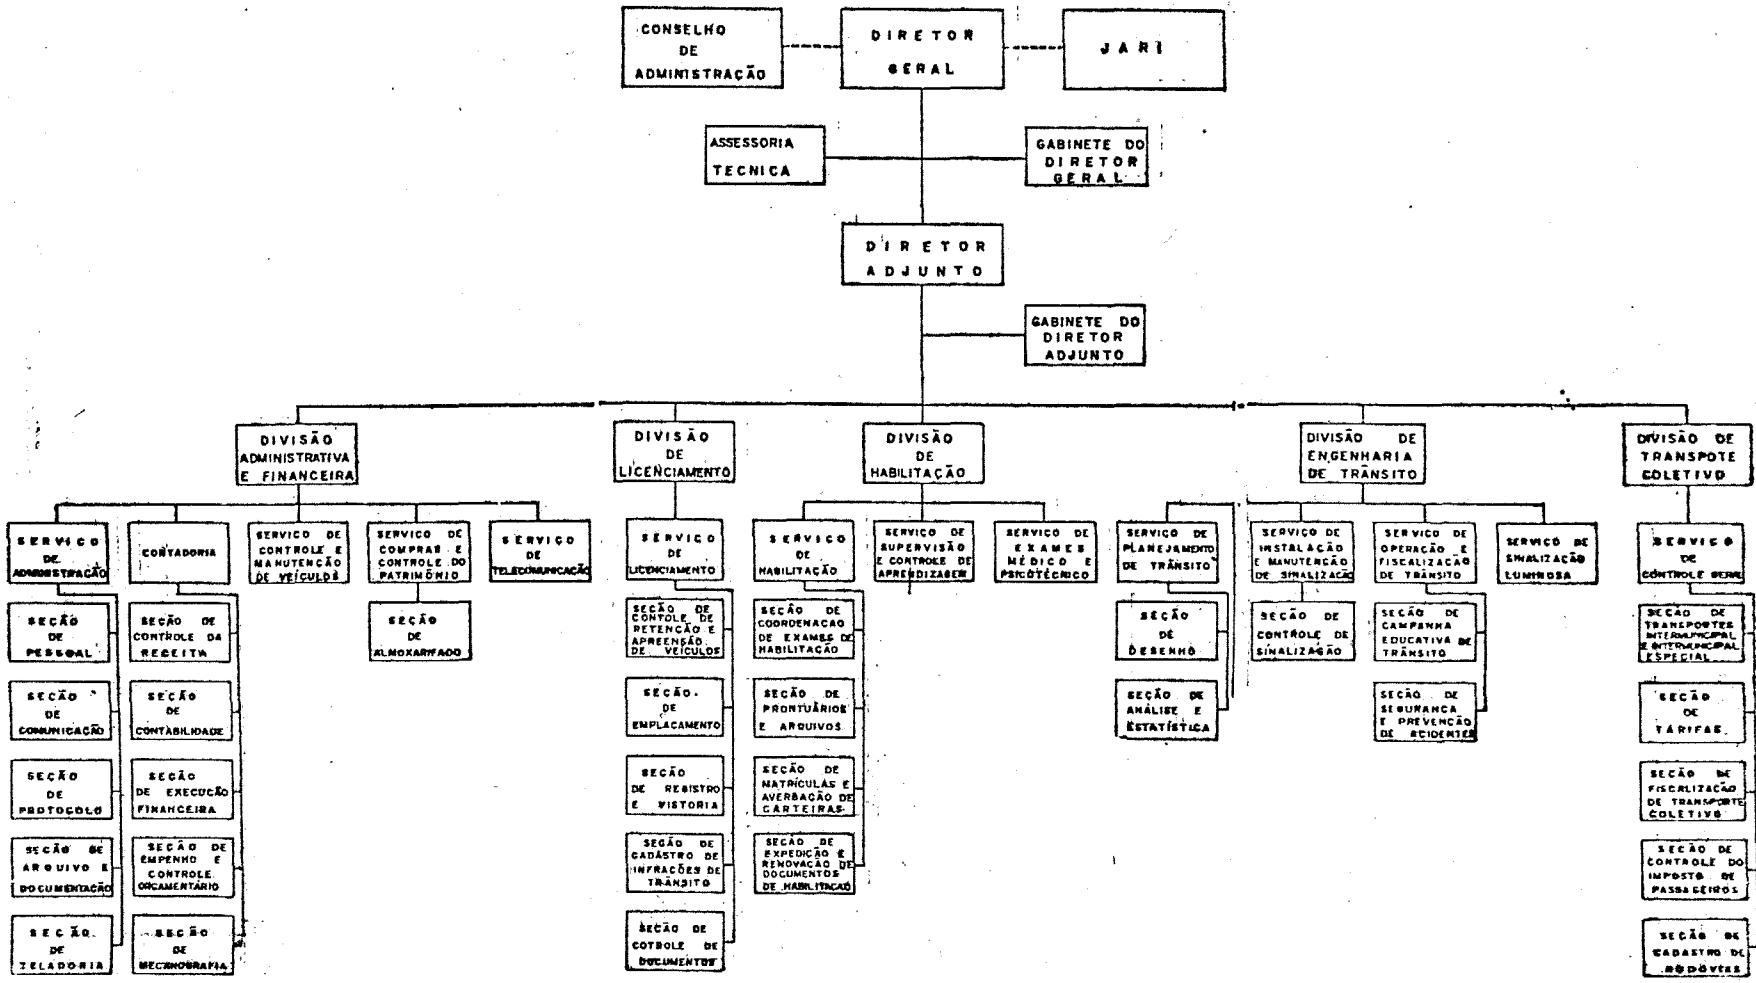 CONSELHO
DE
ADMINISTRAÇÃO
DIRETOR
GERAL
JARI
ASSESSORIA
TECNICA
GABINETE DO
DIRETOR
GERAL
DIRETOR
ADJUNTO
GABINETE DO
DIRETOR
ADJUNTO
DIVISÃO
ADMINISTRATIVA
E FINANCEIRA
DIVISÃO
DE
LICENCIAMENTO
DIVISÃO
DE
HABILITAÇÃO
DIVISÃO DE
ENGENHARIA
DE TRÂNSITO
DIVISÃO DE
TRANSPOTE
COLETIVO
SERVIÇO
DE
ADMINISTRAÇÃO
CONTADORIA
SERVIÇO DE
CONTROLE E
MANUTENÇÃO
DE VEÍCULOS
SERVIÇO DE
COMPRAS E
CONTROLE DO
PATRIMÔNIO
SERVIÇO
DE
TELECOMUNICAÇÃO
SERVIÇO
DE
LICENCIAMENTO
SERVIÇO
DE
HABILITAÇÃO
SERVIÇO DE
SUPERVISÃO
E CONTROLE DE
APRENDIZAGEM
SERVIÇO DE
EXAMES
MÉDICO E
PSICOTÉCNICO
SERVIÇO DE
PLANEJAMENTO
DE TRÂNSITO
SERVIÇO DE
INSTALAÇÃO
E MANUTENÇÃO
DE SINALIZAÇÃO
SERVIÇO DE
OPERAÇÃO E
FISCALIZAÇÃO
DE TRÂNSITO
SERVIÇO DE
SINALIZAÇÃO
LUMINOSA
SERVIÇO
DE
CONTROLE GERAL
SEÇÃO
DE
PESSOAL
SEÇÃO DE
CONTRÔLE DA
RECEITA
SEÇÃO
DE
ALMOXARIFADO
SEÇÃO DE
CONTOLE DE
RETENÇÃO E
APREENSÃO
DE VEÍCULOS
SEÇÃO DE
COORDENAÇAO
DE EXAMES DE
HABILITAÇÃO
SEÇÃO
DE
DESENHO
SEÇÃO DE
CONTRÔLE DE
SINALIZAÇÃO
SEÇÃO DE
CAMPANHA
EDUCATIVA DE
TRÂNSITO
SEÇÃO DE
TRANSPORTES
INTERMUNICIPAL
E INTERMUNICIPAL
ESPECIAL
SEÇÃO
DE
COMUNICAÇÃO
SEÇÃO
DE
CONTABILIDADE
SEÇÃO
DE
EMPLACAMENTO
SEÇÃO DE
PRONTUÁRIOS
E ARQUIVOS
SEÇÃO DE
ANÁLISE E
ESTATÍSTICA
SEÇÃO DE
SEGURANÇA
E PREVENÇÃO
DE ACIDENTES
SEÇÃO
DE
TARIFAS
SEÇÃO
DE
PROTOCOLO
SEÇÃO
DE EXECUÇÃO
FINANCEIRA
SEÇÃO
DE REGISTRO
E VISTORIA
SEÇÃO DE
MATRÍCULAS E
AVERBAÇÃO DE
CARTEIRAS
SEÇÃO DE
FISCALIZAÇÃO
DE TRANSPORTE
COLETIVO
SEÇÃO DE
ARQUIVO E
DOCUMENTAÇÃO
SEÇÃO DE
EMPENHO E
CONTROLE
ORÇAMENTÁRIO
SEÇÃO DE
CADASTRO DE
INFRAÇÕES DE
TRÂNSITO
SEÇÃO DE
EXPEDIÇÃO E
RENOVAÇÃO DE
DOCUMENTOS
DE HABILITAÇAO
SEÇÃO DE
CONTROLE DO
IMPOSTO DE
PASSAGEIROS
SEÇÃO
DE
ZELADORIA
SEÇÃO
DE
MECANOGRAFIA
SEÇÃO DE
COTROLE DE
DOCUMENTOS
SEÇÃO DE
CADASTRO DE
RODOVIAS